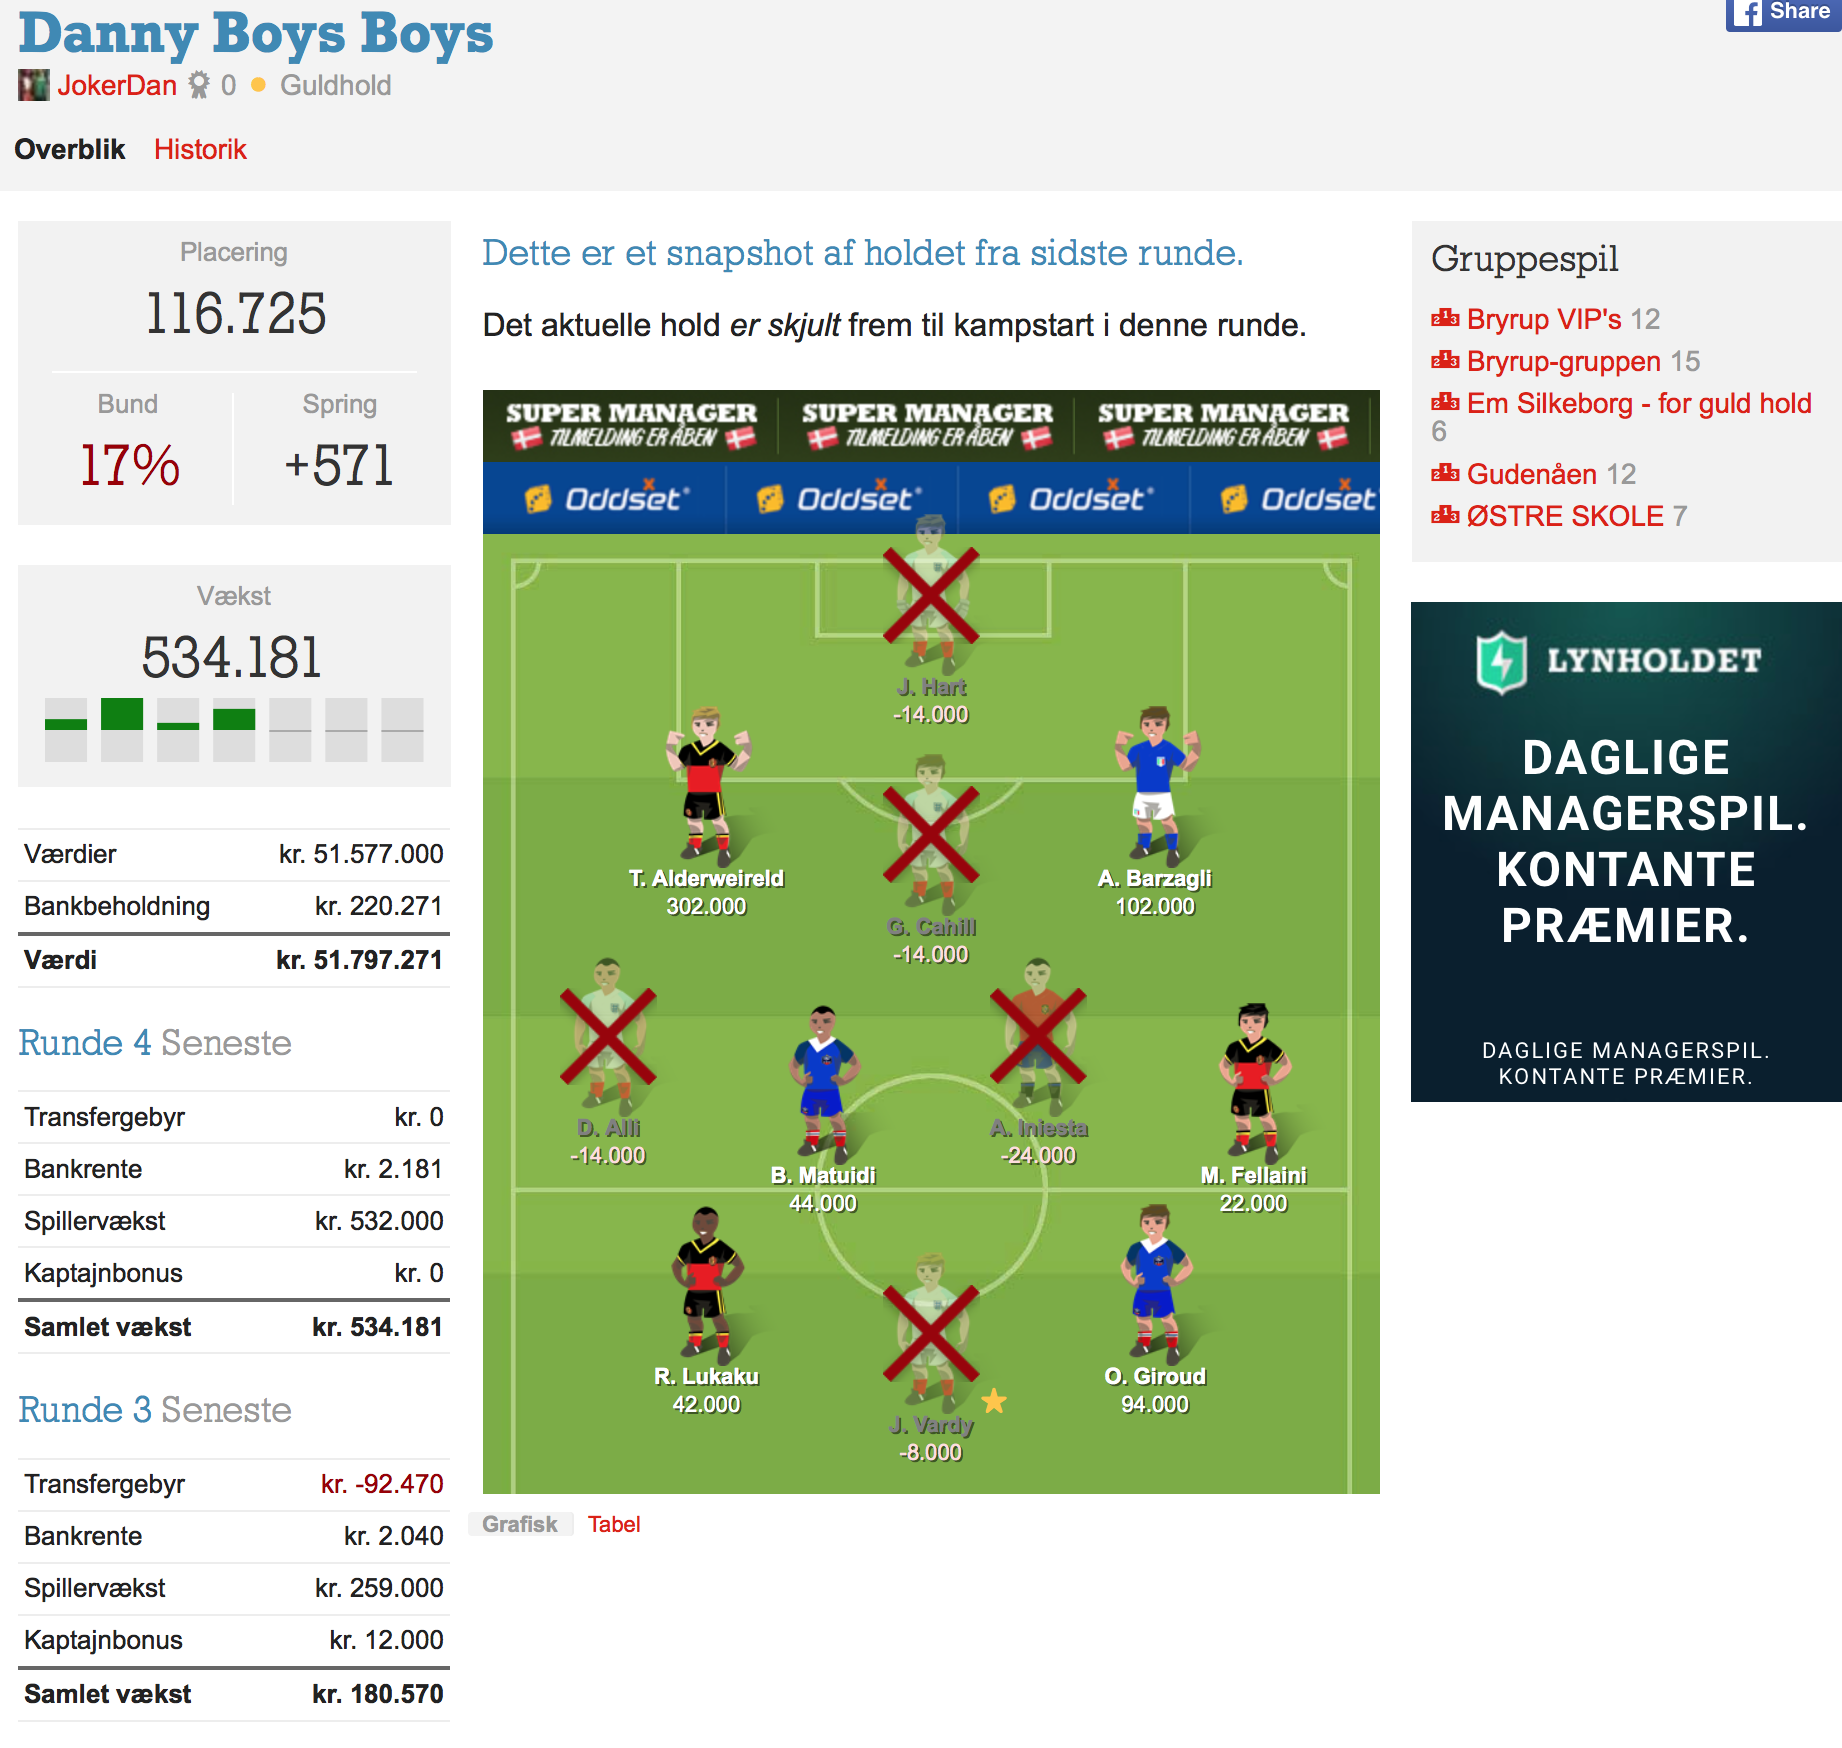 Share
Danny Boys Boys
JokerDan 0 Guldhold
Overblik Historik
Placering
116.725
Bund Spring
17% +571
Vækst
534.181
Værdier kr. 51.577.000
Bankbeholdning kr. 220.271
Værdi kr. 51.797.271
Runde 4 Seneste
Transfergebyr kr. 0
Bankrente kr. 2.181
Spillervækst kr. 532.000
Kaptajnbonus kr. 0
Samlet vækst kr. 534.181
Runde 3 Seneste
Transfergebyr kr. -92.470
Bankrente kr. 2.040
Spillervækst kr. 259.000
Kaptajnbonus kr. 12.000
Samlet vækst kr. 180.570
Dette er et snapshot af holdet fra sidste runde.
Det aktuelle hold er skjult frem til kampstart i denne runde.
SUPER MANAGER SUPER MANAGER SUPER MANAGER
TILMELDING ER ÅBEN TILMELDING ER ÅBEN TILMELDING ER ÅBEN
Oddset Oddset Oddset Oddset
J. Hart
-14.000
T. Alderweireld
302.000
G. Cahill
-14.000
A. Barzagli
102.000
D. Alli
-14.000
B. Matuidi
44.000
A. Iniesta
-24.000
M. Fellaini
22.000
R. Lukaku
42.000
J. Vardy
-8.000
O. Giroud
94.000
Grafisk Tabel
Gruppespil
Bryrup VIP's 12
Bryrup-gruppen 15
Em Silkeborg - for guld hold
6
Gudenåen 12
ØSTRE SKOLE 7
LYNHOLDET
DAGLIGE
MANAGERSPIL.
KONTANTE
PRÆMIER.
DAGLIGE MANAGERSPIL.
KONTANTE PRÆMIER.